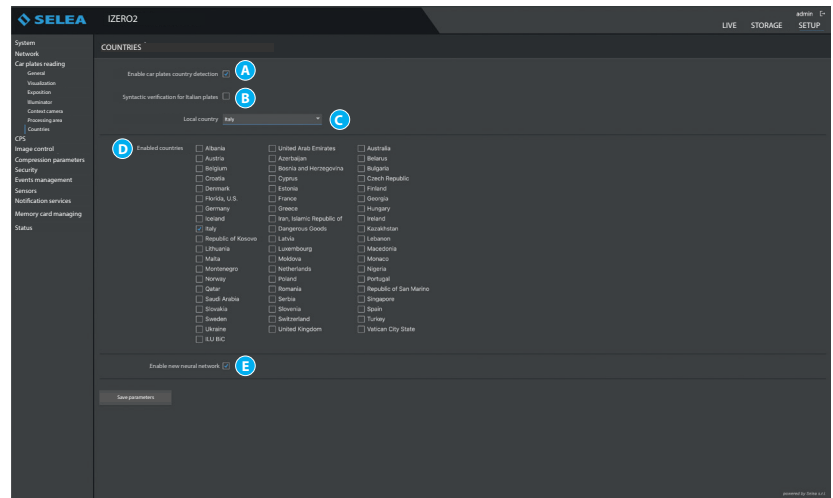 SELEA
IZERO2
admin
LIVE STORAGE SETUP
System
Network
Car plates reading
General
Visualization
Exposition
Illuminator
Context camera
Processing area
Countries
CPS
Image control
Compression parameters
Security
Events management
Sensors
Notification services
Memory card managing
Status
COUNTRIES
Enable car plates country detection A
Syntactic verification for Italian plates B
Local country Italy C
D Enabled countries
Albania United Arab Emirates Australia
Austria Azerbaijan Belarus
Belgium Bosnia and Herzegovina Bulgaria
Croatia Cyprus Czech Republic
Denmark Estonia Finland
Florida, U.S. France Georgia
Germany Greece Hungary
Iceland Iran, Islamic Republic of Ireland
Italy Dangerous Goods Kazakhstan
Republic of Kosovo Latvia Lebanon
Lithuania Luxembourg Macedonia
Malta Moldova Monaco
Montenegro Netherlands Nigeria
Norway Poland Portugal
Qatar Romania Republic of San Marino
Saudi Arabia Serbia Singapore
Slovakia Slovenia Spain
Sweden Switzerland Turkey
Ukraine United Kingdom Vatican City State
ILU BIC
Enable new neural network E
Save parameters
powered by Selea s.r.l.